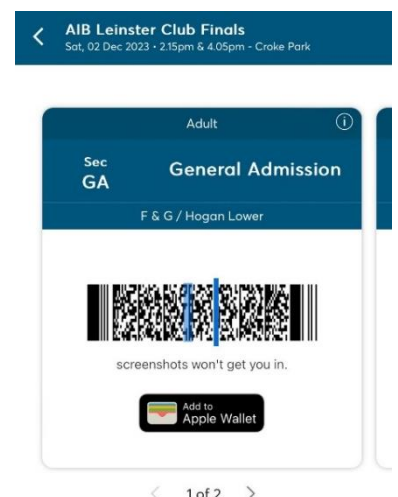 AIB Leinster Club Finals
Sat, 02 Dec 2023 • 2.15pm & 4.05pm - Croke Park
Adult
Sec
GA
General Admission
F & G / Hogan Lower
screenshots won't get you in.
Add to
Apple Wallet
1 of 2